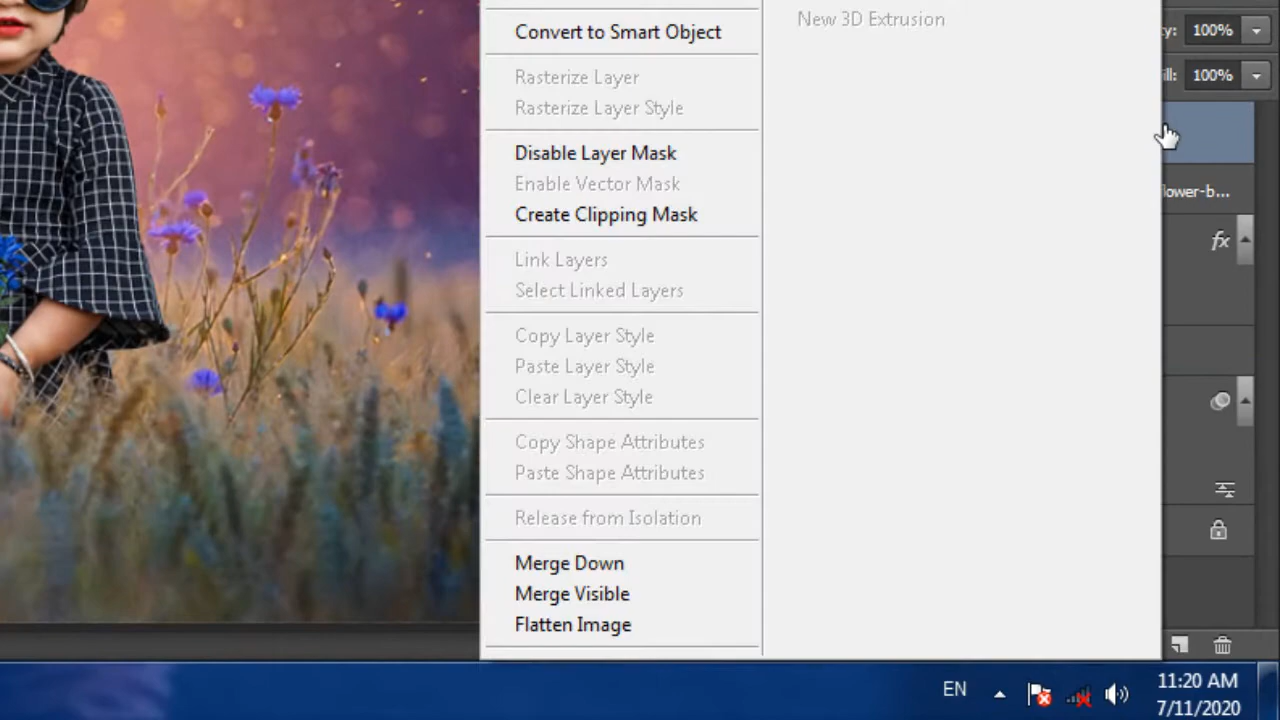 Convert to Smart Object
Rasterize Layer
Rasterize Layer Style
Disable Layer Mask
Enable Vector Mask
Create Clipping Mask
Link Layers
Select Linked Layers
Copy Layer Style
Paste Layer Style
Clear Layer Style
Copy Shape Attributes
Paste Shape Attributes
Release from Isolation
Merge Down
Merge Visible
Flatten Image
New 3D Extrusion
ty: 100%
ill: 100%
lower-b...
fx
EN
11:20 AM
7/11/2020